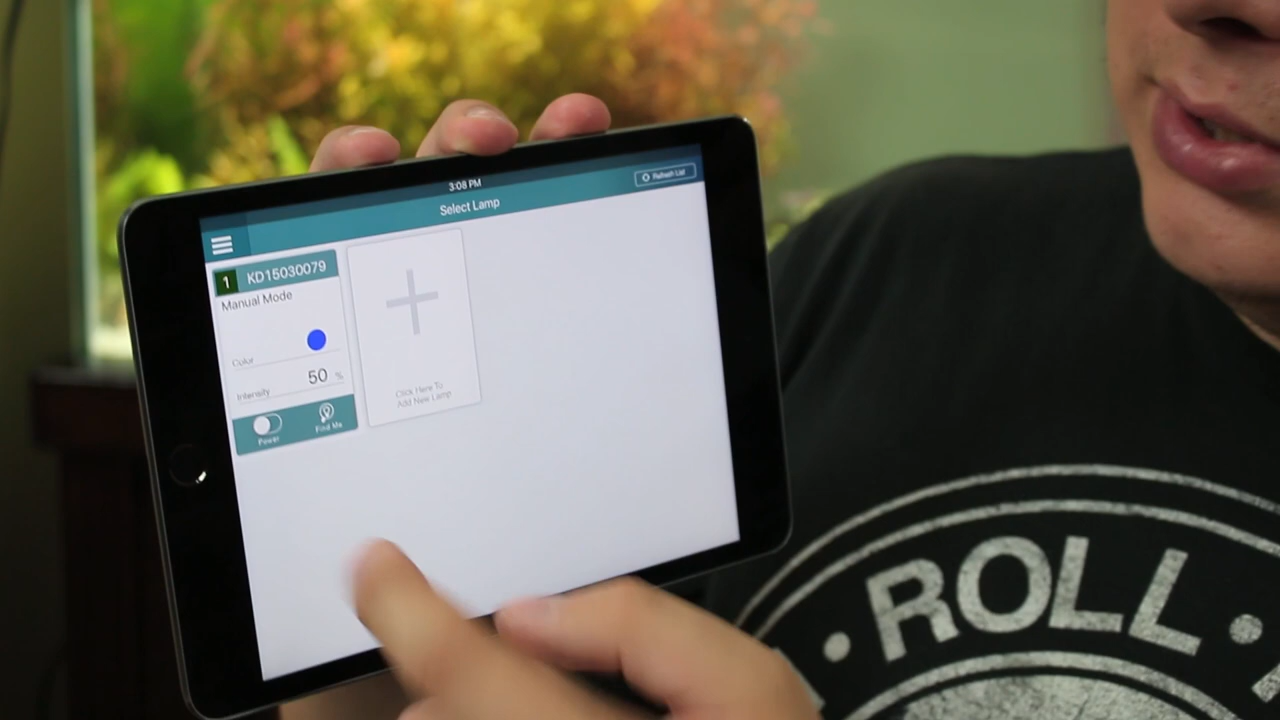 3:08 PM
Select Lamp
Refresh List
1 KD15030079
Manual Mode
Color
Intensity 50 %
Power Find Me
Click Here To
Add New Lamp
ROLL